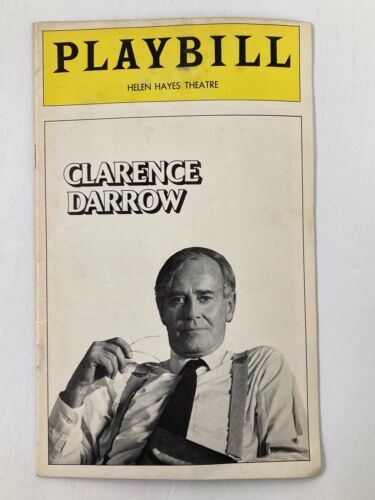 PLAYBILL
HELEN HAYES THEATRE
CLARENCE
DARROW